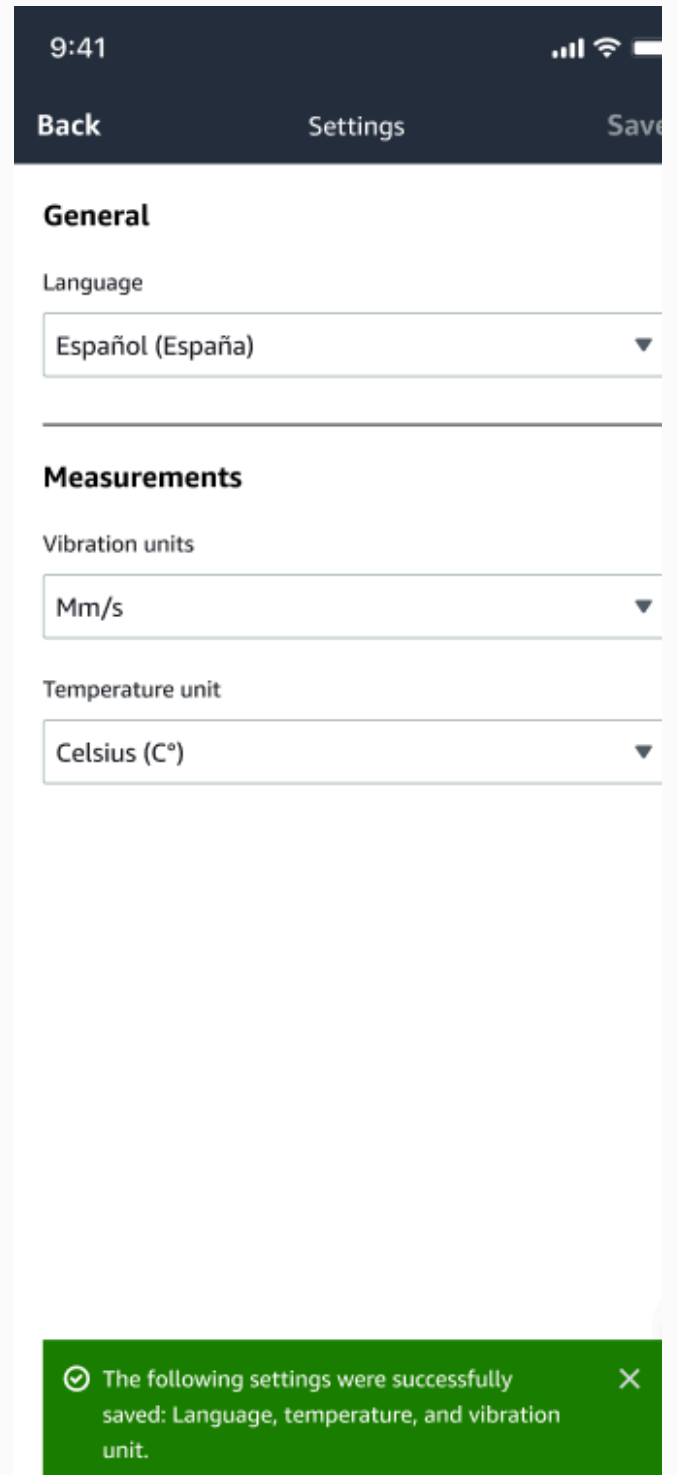 9:41
Back Settings Save
General
Language
Español (España)
Measurements
Vibration units
Mm/s
Temperature unit
Celsius (C°)
The following settings were successfully
saved: Language, temperature, and vibration
unit.